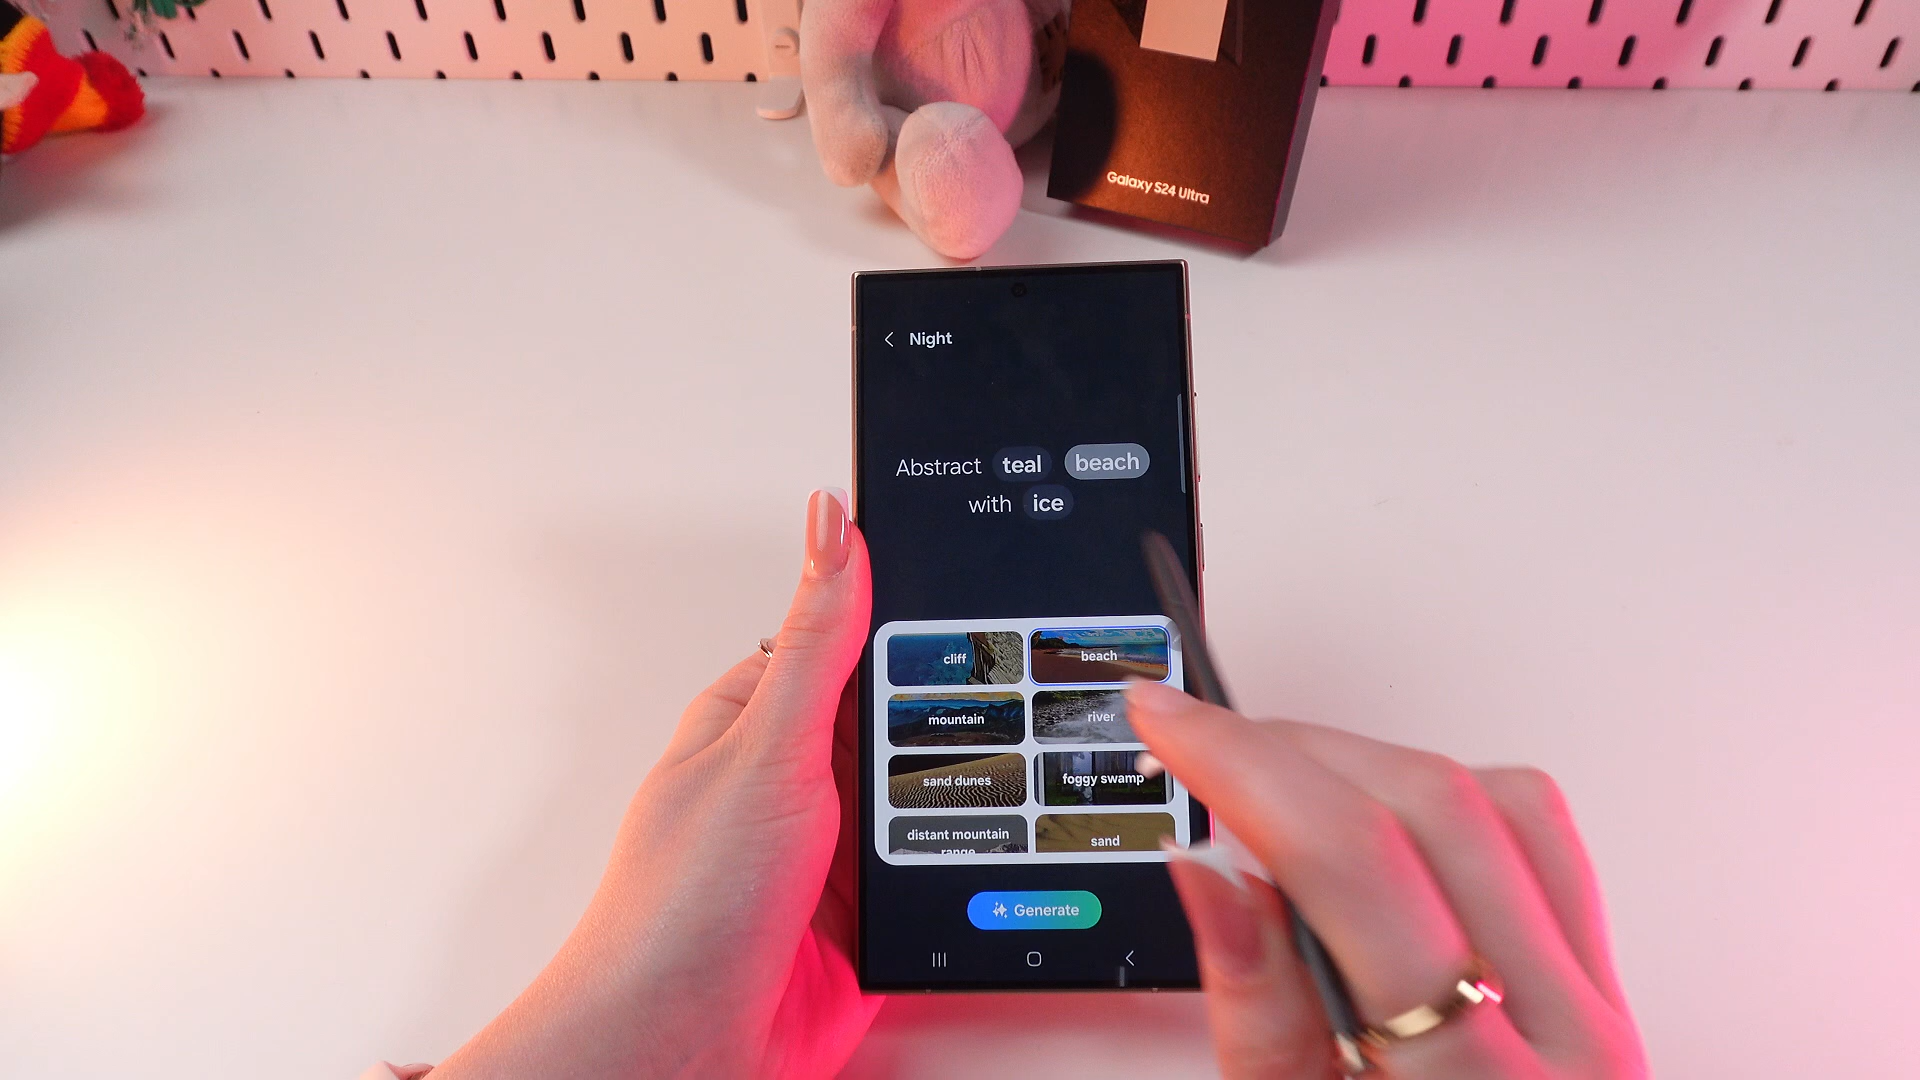 Galaxy S24 Ultra
Night
Abstract teal beach
with ice
cliff
beach
mountain
river
sand dunes
foggy swamp
distant mountain
range
sand
Generate